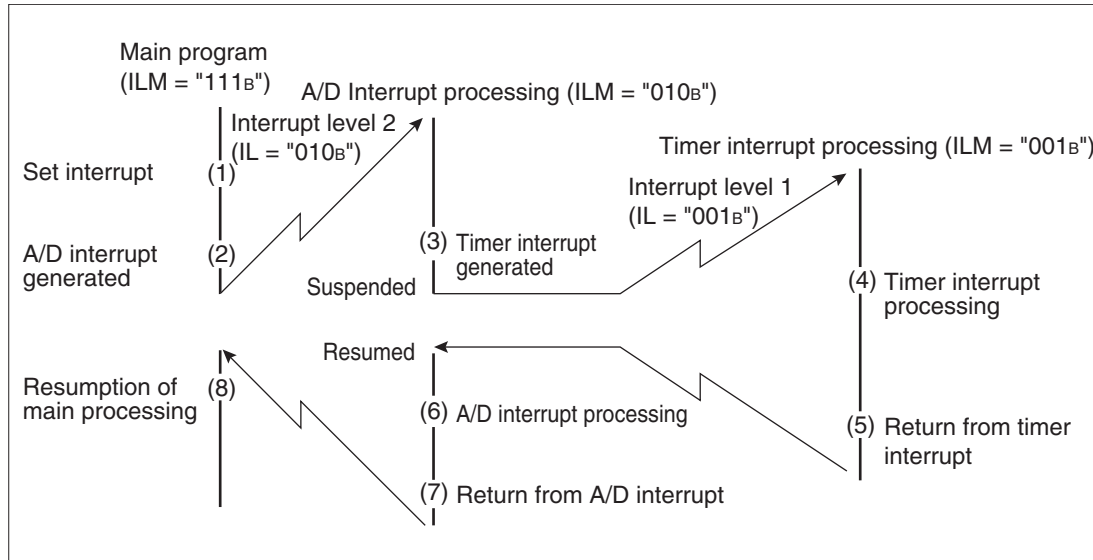 Main program
(ILM = "111B")
A/D Interrupt processing (ILM = "010B")
Interrupt level 2
(IL = "010B")
Timer interrupt processing (ILM = "001B")
Set interrupt
(1)
Interrupt level 1
(IL = "001B")
A/D interrupt
generated
(2)
(3)
Timer interrupt
generated
Suspended
(4)
Timer interrupt
processing
Resumed
Resumption of
main processing
(8)
(6)
A/D interrupt processing
(5)
Return from timer
interrupt
(7)
Return from A/D interrupt